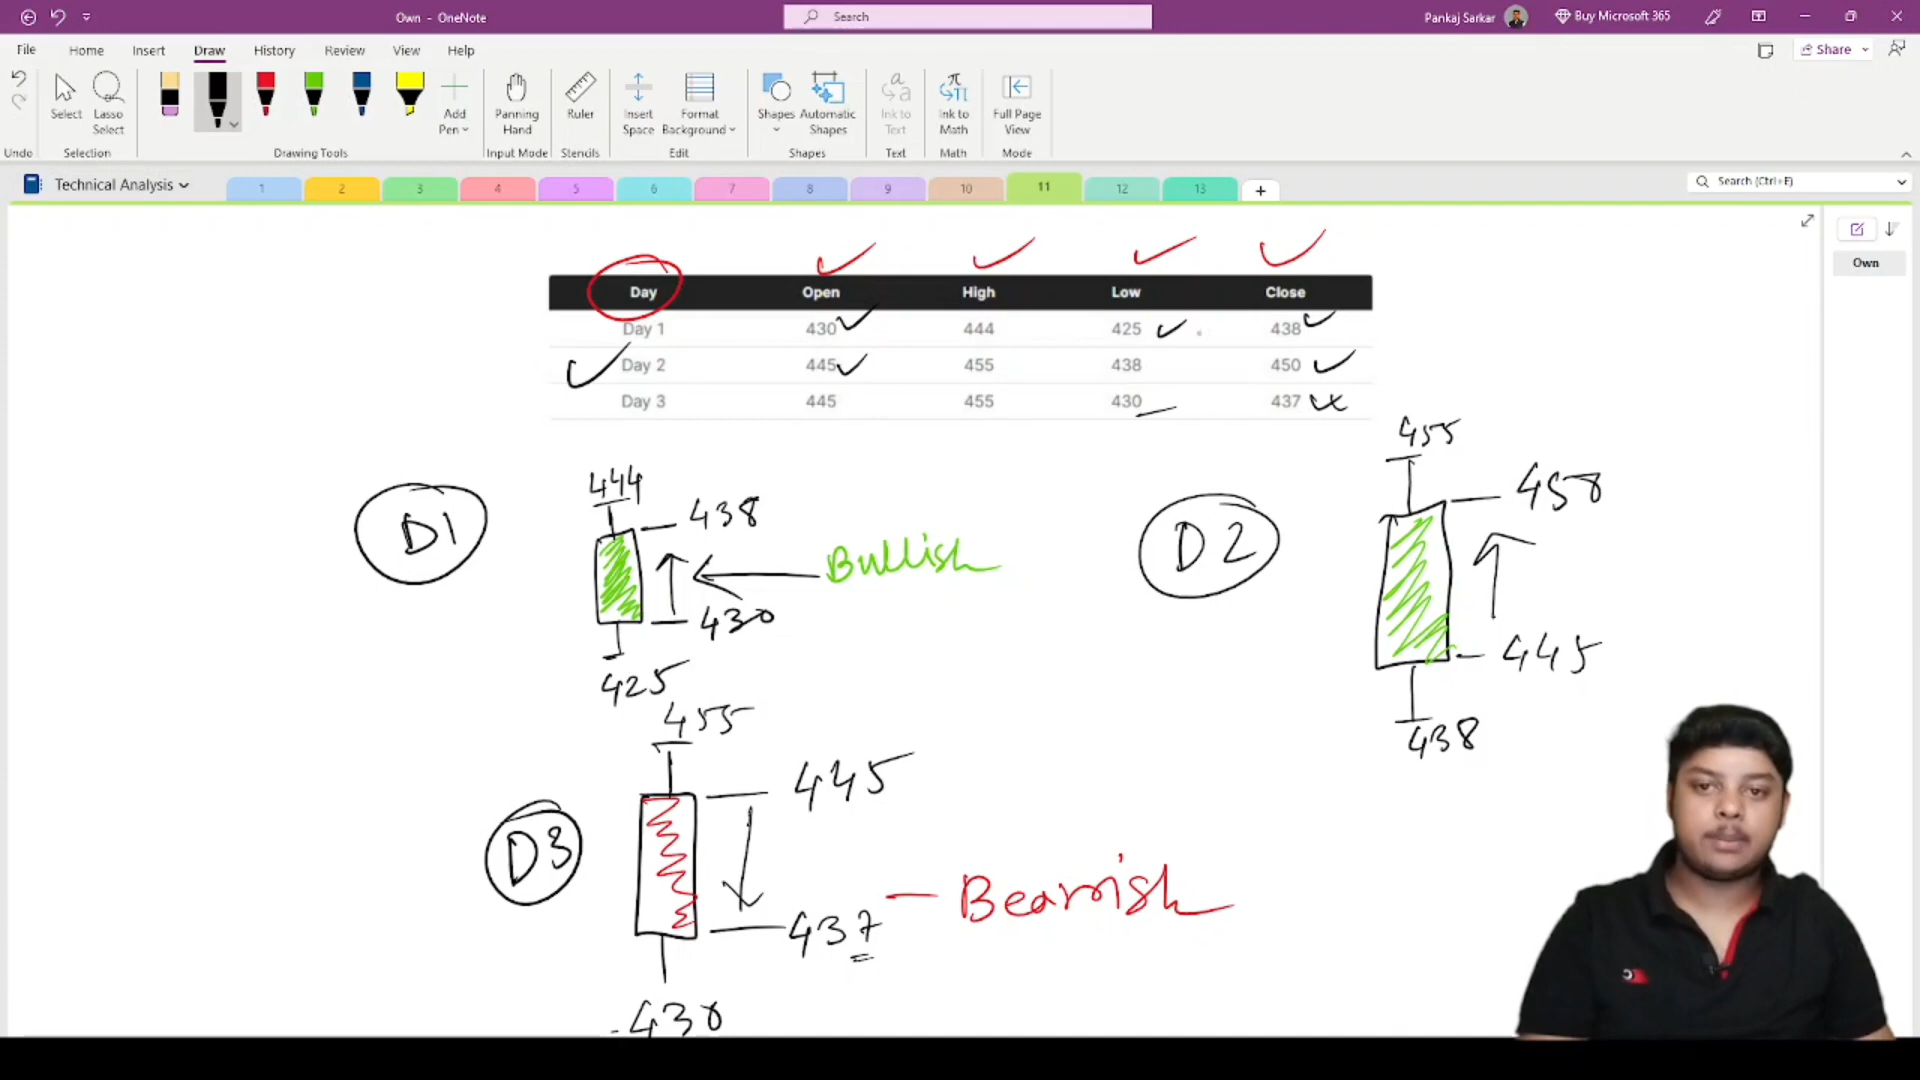 Own - OneNote
Search
Pankaj Sarkar
Buy Microsoft 365
File Home Insert Draw History Review View Help
Share
Select
Lasso Select
Add Pen
Panning Hand
Ruler
Insert Space
Format Background
Shapes
Automatic Shapes
Ink to Text
Ink to Math
Full Page View
Undo Selection Drawing Tools Input Mode Stencils Edit Shapes Text Math Mode
Technical Analysis 1 2 3 4 5 6 7 8 9 10 11 12 13 +
Search (Ctrl+E)
Own
Day Open High Low Close
Day 1 430 444 425 438
Day 2 445 455 438 450
Day 3 445 455 430 437
D1
444
438
Bullish
430
425
D2
455
450
445
438
D3
455
445
437 - Bearrish
430